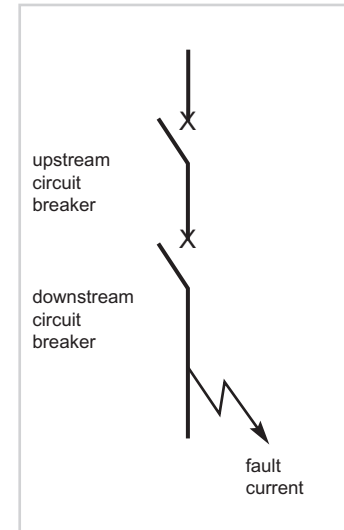 upstream
circuit
breaker
downstream
circuit
breaker
fault
current